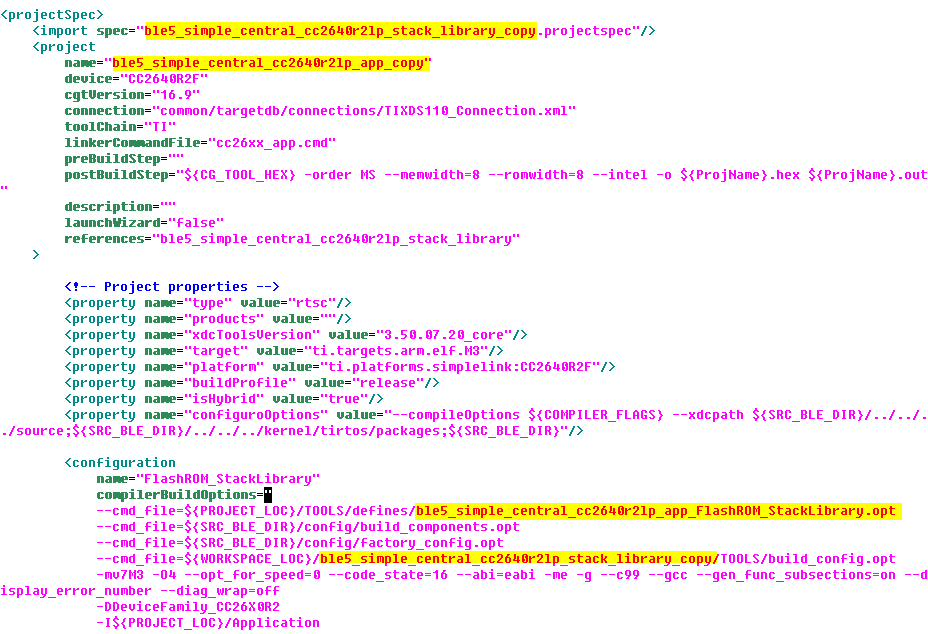 <projectSpec>
<import spec="ble5_simple_central_cc2640r2lp_stack_library_copy.projectspec"/>
<project
name="ble5_simple_central_cc2640r2lp_app_copy"
device="CC2640R2F"
cgtVersion="16.9"
connection="common/targetdb/connections/TIXDS110_Connection.xml"
toolChain="TI"
linkerCommandFile="cc26xx_app.cmd"
preBuildStep=""
postBuildStep="${CG_TOOL_HEX} -order MS --memwidth=8 --romwidth=8 --intel -o ${ProjName}.hex ${ProjName}.out
"
description=""
launchWizard="false"
references="ble5_simple_central_cc2640r2lp_stack_library"
>
<!-- Project properties -->
<property name="type" value="rtsc"/>
<property name="products" value=""/>
<property name="xdcToolsVersion" value="3.50.07.20_core"/>
<property name="target" value="ti.targets.arm.elf.M3"/>
<property name="platform" value="ti.platforms.simplelink:CC2640R2F"/>
<property name="buildProfile" value="release"/>
<property name="isHybrid" value="true"/>
<property name="configuroOptions" value="--compileOptions ${COMPILER_FLAGS} --xdcpath ${SRC_BLE_DIR}/../../.
./source;${SRC_BLE_DIR}/../../../kernel/tirtos/packages;${SRC_BLE_DIR}"/>
<configuration
name="FlashROM_StackLibrary"
compilerBuildOptions="
--cmd_file=${PROJECT_LOC}/TOOLS/defines/ble5_simple_central_cc2640r2lp_app_FlashROM_StackLibrary.opt
--cmd_file=${SRC_BLE_DIR}/config/build_components.opt
--cmd_file=${SRC_BLE_DIR}/config/factory_config.opt
--cmd_file=${WORKSPACE_LOC}/ble5_simple_central_cc2640r2lp_stack_library_copy/TOOLS/build_config.opt
-mv7M3 -O4 --opt_for_speed=0 --code_state=16 --abi=eabi -me -g --c99 --gcc --gen_func_subsections=on --d
isplay_error_number --diag_wrap=off
-DDeviceFamily_CC26X0R2
-I${PROJECT_LOC}/Application